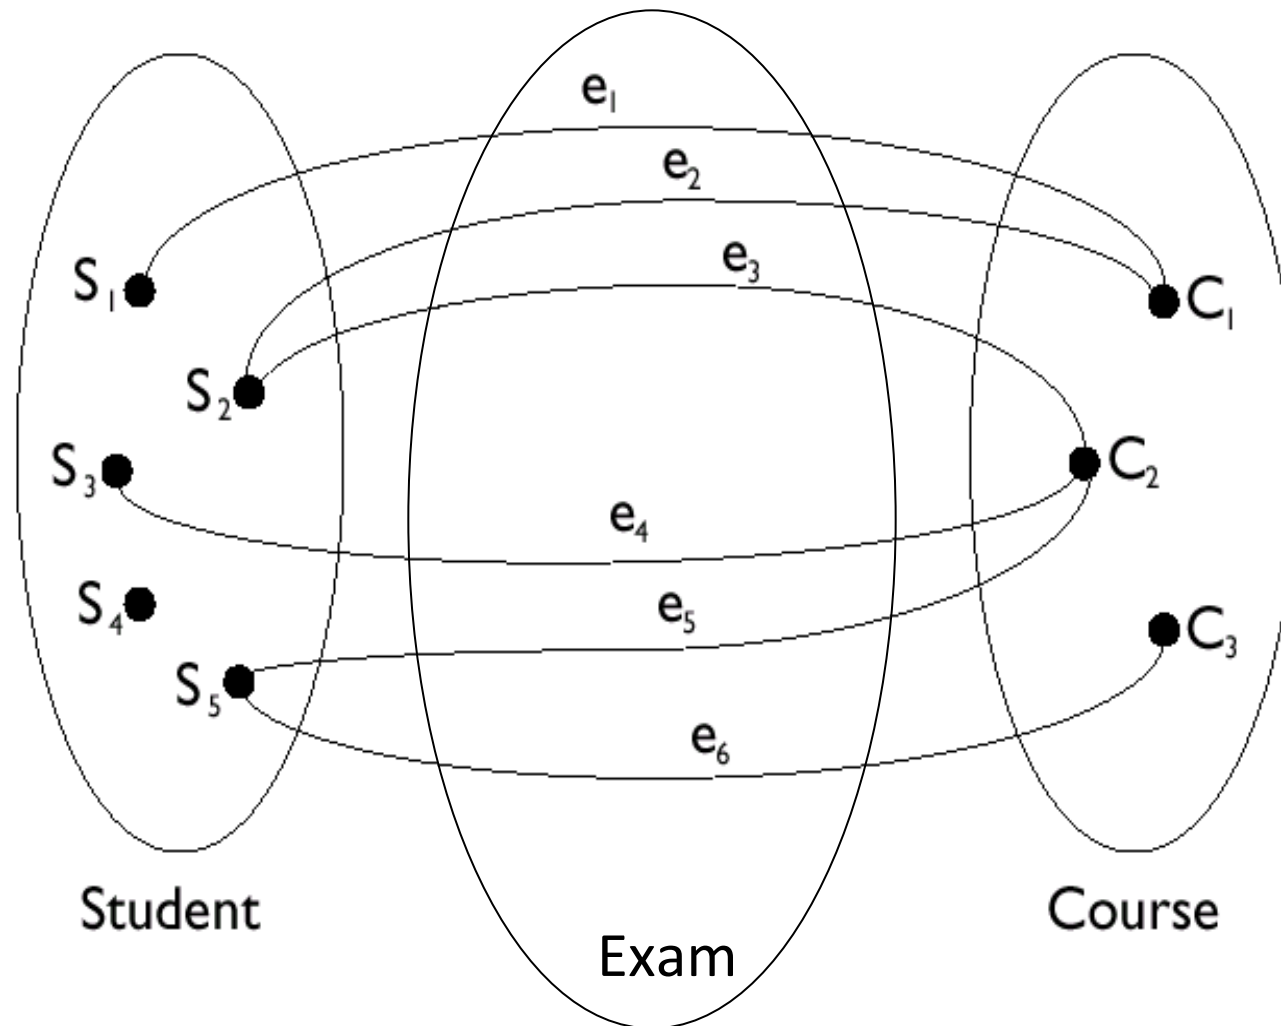 e₁
e₂
e₃
S₁
C₁
S₂
S₃
C₂
e₄
S₄
e₅
C₃
S₅
e₆
Student
Course
Exam